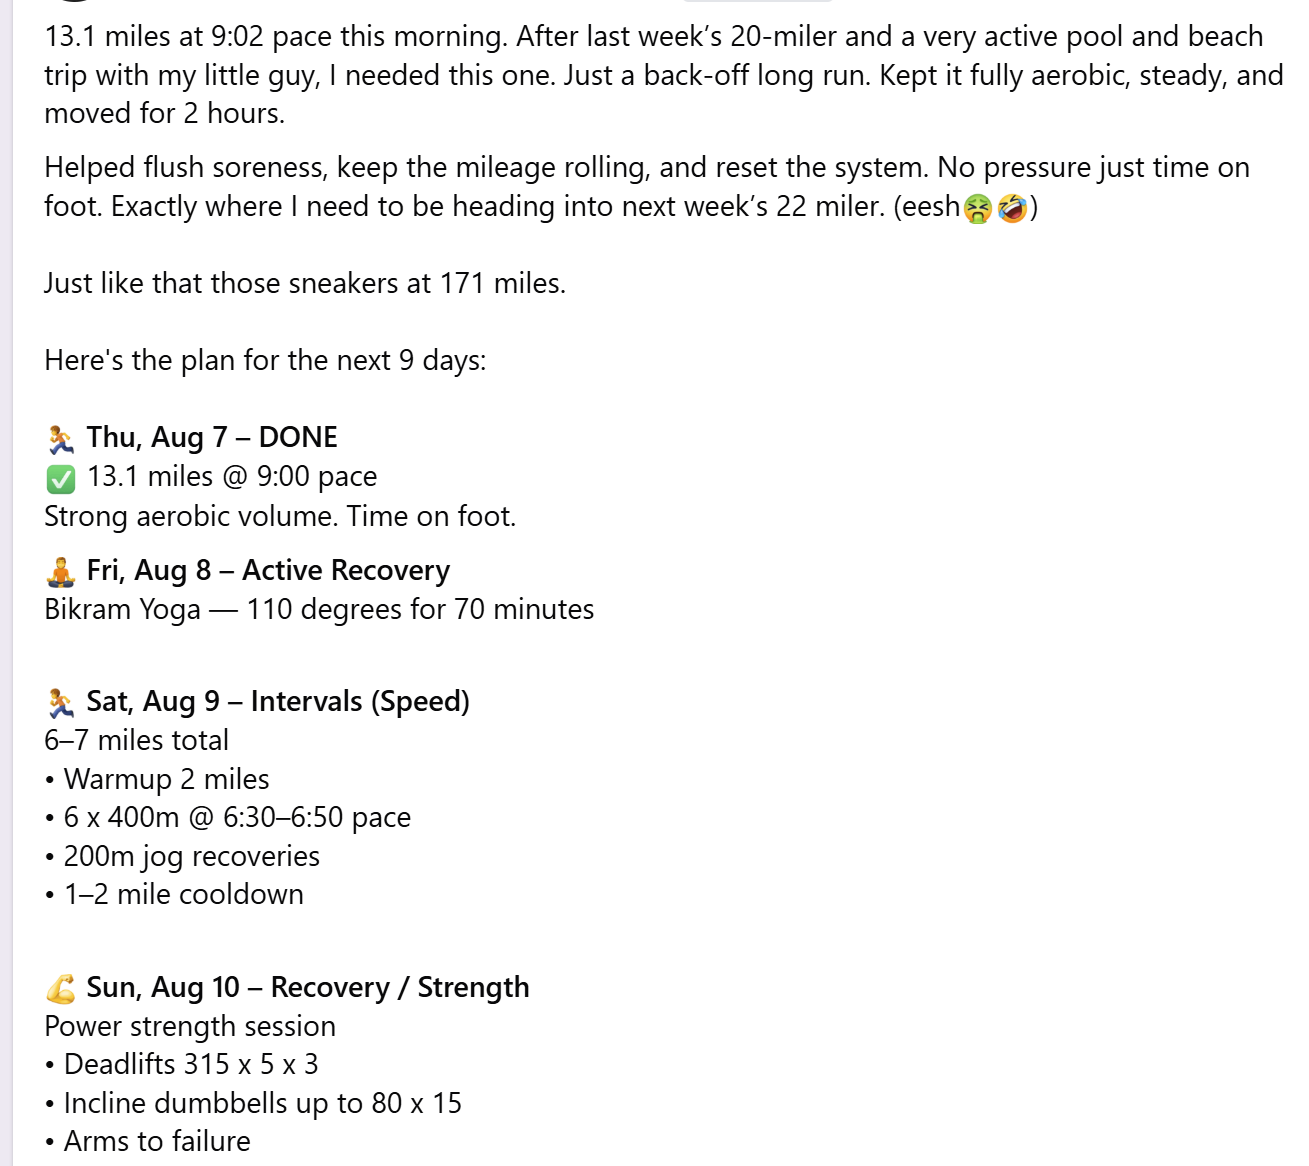 13.1 miles at 9:02 pace this morning. After last week’s 20-miler and a very active pool and beach
trip with my little guy, I needed this one. Just a back-off long run. Kept it fully aerobic, steady, and
moved for 2 hours.
Helped flush soreness, keep the mileage rolling, and reset the system. No pressure just time on
foot. Exactly where I need to be heading into next week’s 22 miler. (eesh🤮🤣)
Just like that those sneakers at 171 miles.
Here's the plan for the next 9 days:
🏃 Thu, Aug 7 – DONE
✅ 13.1 miles @ 9:00 pace
Strong aerobic volume. Time on foot.
🧘 Fri, Aug 8 – Active Recovery
Bikram Yoga — 110 degrees for 70 minutes
🏃 Sat, Aug 9 – Intervals (Speed)
6–7 miles total
• Warmup 2 miles
• 6 x 400m @ 6:30–6:50 pace
• 200m jog recoveries
• 1–2 mile cooldown
💪 Sun, Aug 10 – Recovery / Strength
Power strength session
• Deadlifts 315 x 5 x 3
• Incline dumbbells up to 80 x 15
• Arms to failure